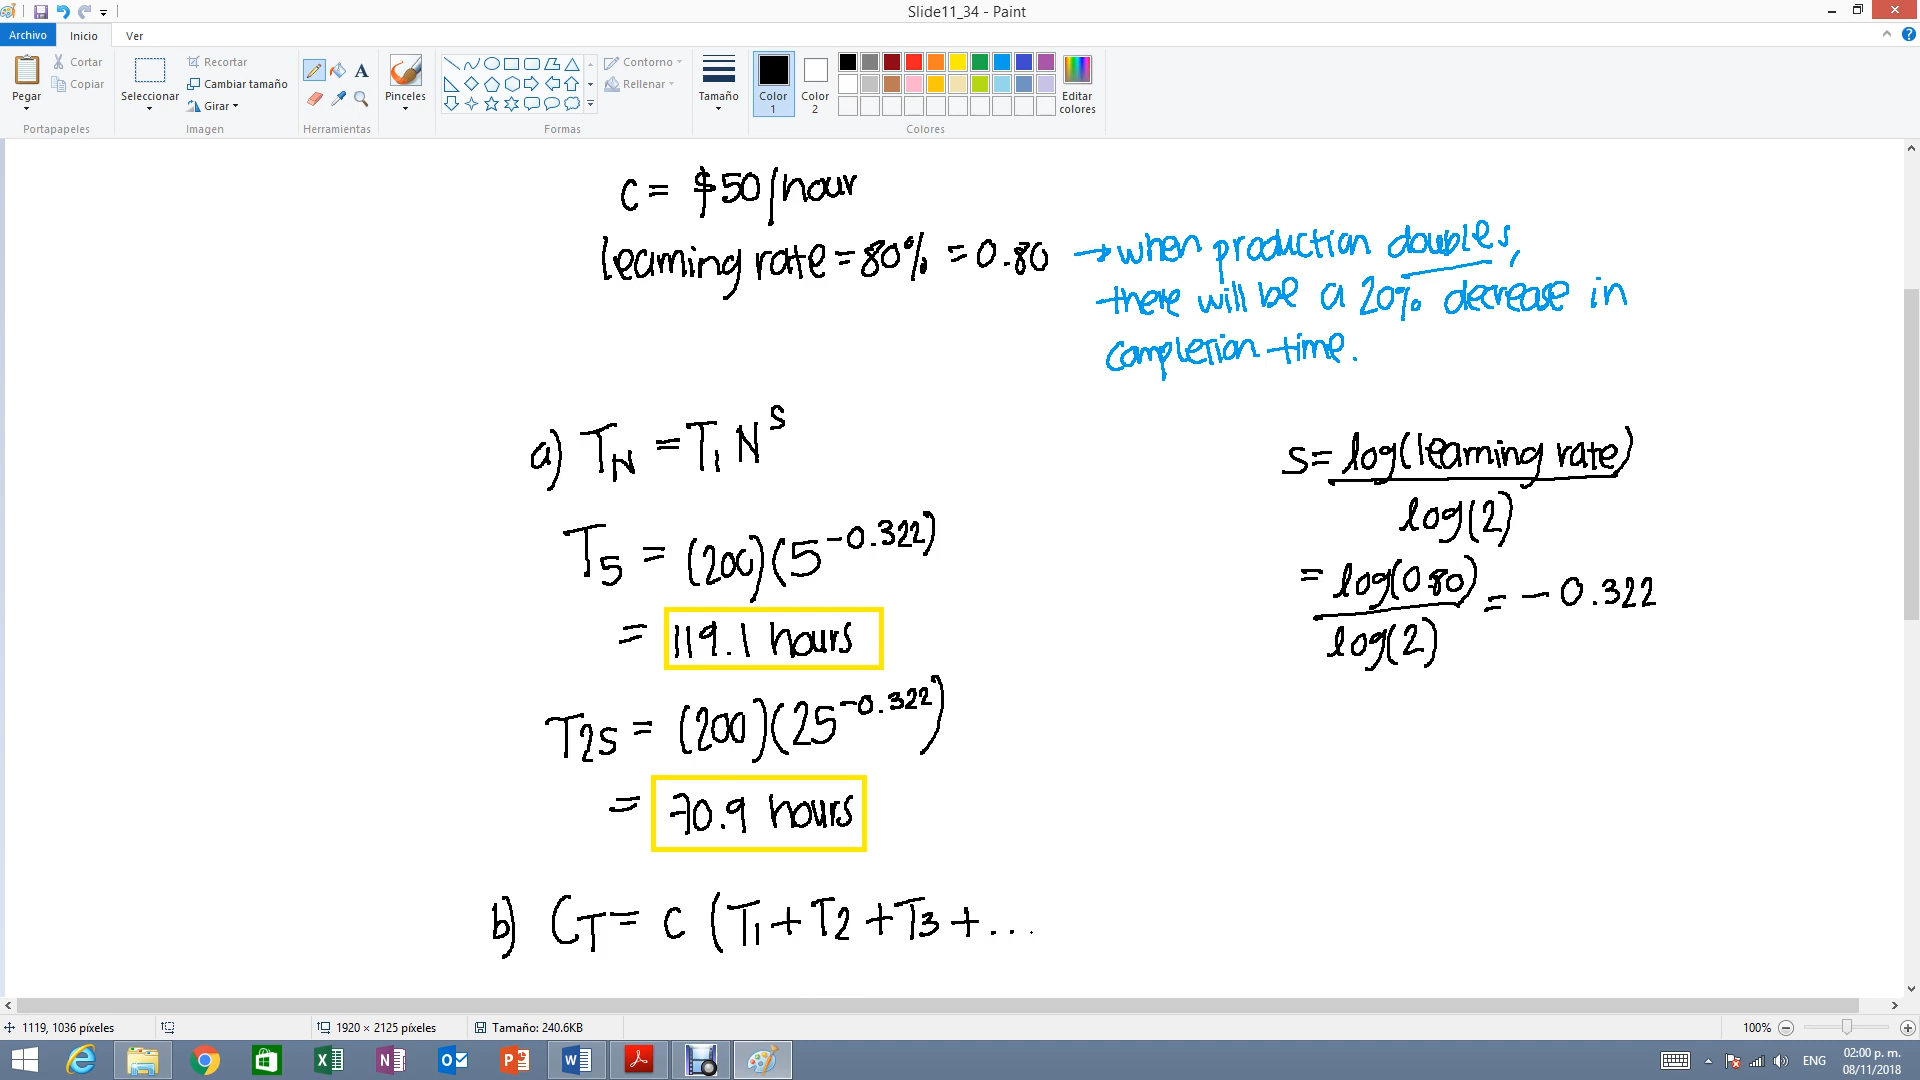 Slide11_34 - Paint
Archivo Inicio Ver
Pegar
Cortar
Copiar
Portapapeles
Seleccionar
Recortar
Cambiar tamaño
Girar
Imagen
A
Herramientas
Pinceles
Contorno
Rellenar
Formas
Tamaño
Color 1
Color 2
Editar colores
Colores
c = $50/hour
learning rate = 80% = 0.80 → when production doubles,
there will be a 20% decrease in
completion time.
a) T_N = T_1 N^s
s = log(learning rate)
log(2)
T_5 = (200)(5^-0.322)
= log(0.80) = -0.322
log(2)
= 119.1 hours
T_25 = (200)(25^-0.322)
= 70.9 hours
b) C_T = c (T_1 + T_2 + T_3 + ...
1119, 1036 píxeles 1920 × 2125 píxeles Tamaño: 240.6KB 100%
ENG 02:00 p. m.
08/11/2018